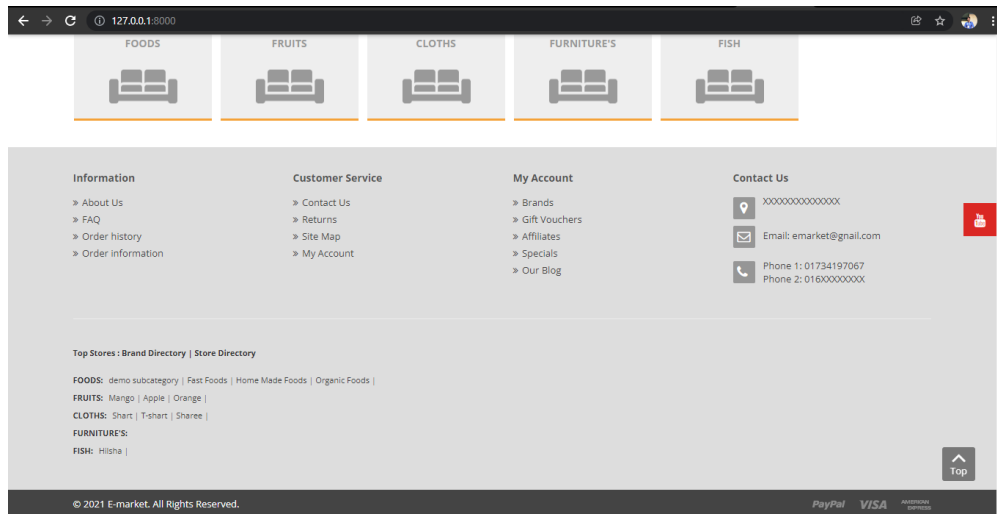 127.0.0.1:8000
FOODS FRUITS CLOTHS FURNITURE'S FISH
Information
» About Us
» FAQ
» Order history
» Order information
Customer Service
» Contact Us
» Returns
» Site Map
» My Account
My Account
» Brands
» Gift Vouchers
» Affiliates
» Specials
» Our Blog
Contact Us
XXXXXXXXXXXXXX
Email: emarket@gnail.com
Phone 1: 01734197067
Phone 2: 016XXXXXXXX
You Tube
Top Stores : Brand Directory | Store Directory
FOODS: demo subcategory | Fast Foods | Home Made Foods | Organic Foods |
FRUITS: Mango | Apple | Orange |
CLOTHS: Shart | T-shart | Sharee |
FURNITURE'S:
FISH: Hilsha |
Top
© 2021 E-market. All Rights Reserved.
PayPal VISA AMERICAN EXPRESS